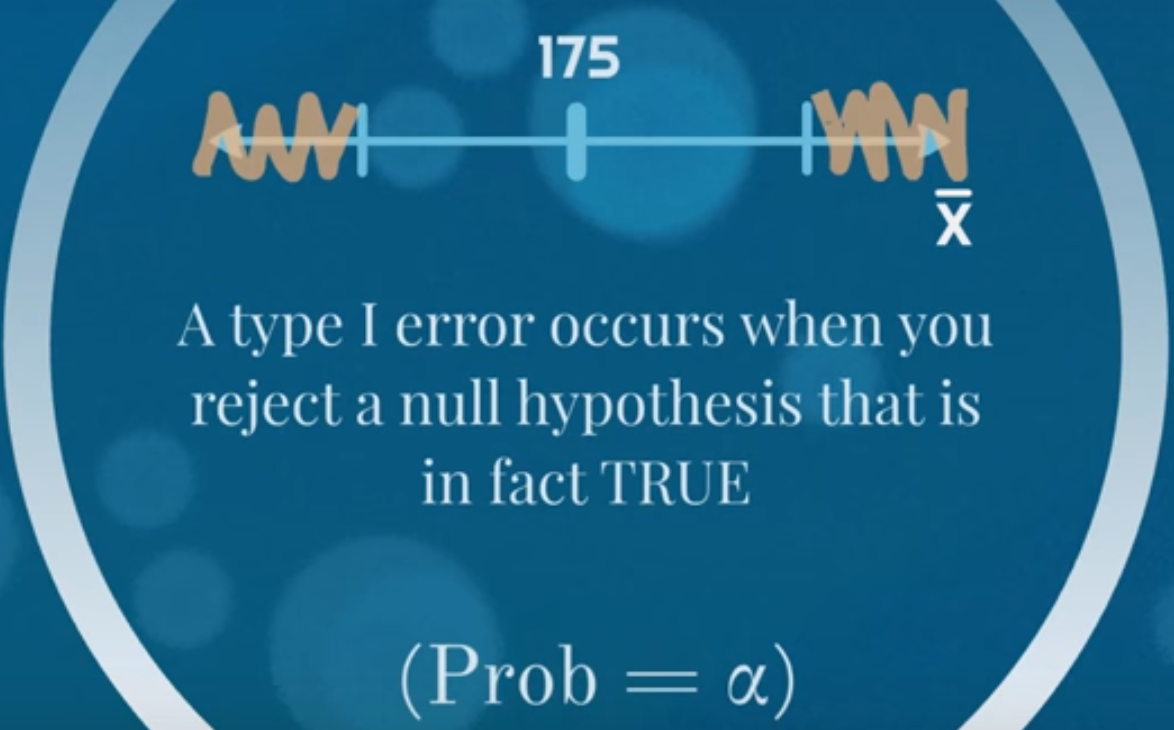 175
X̄
A type I error occurs when you
reject a null hypothesis that is
in fact TRUE
(Prob = α)